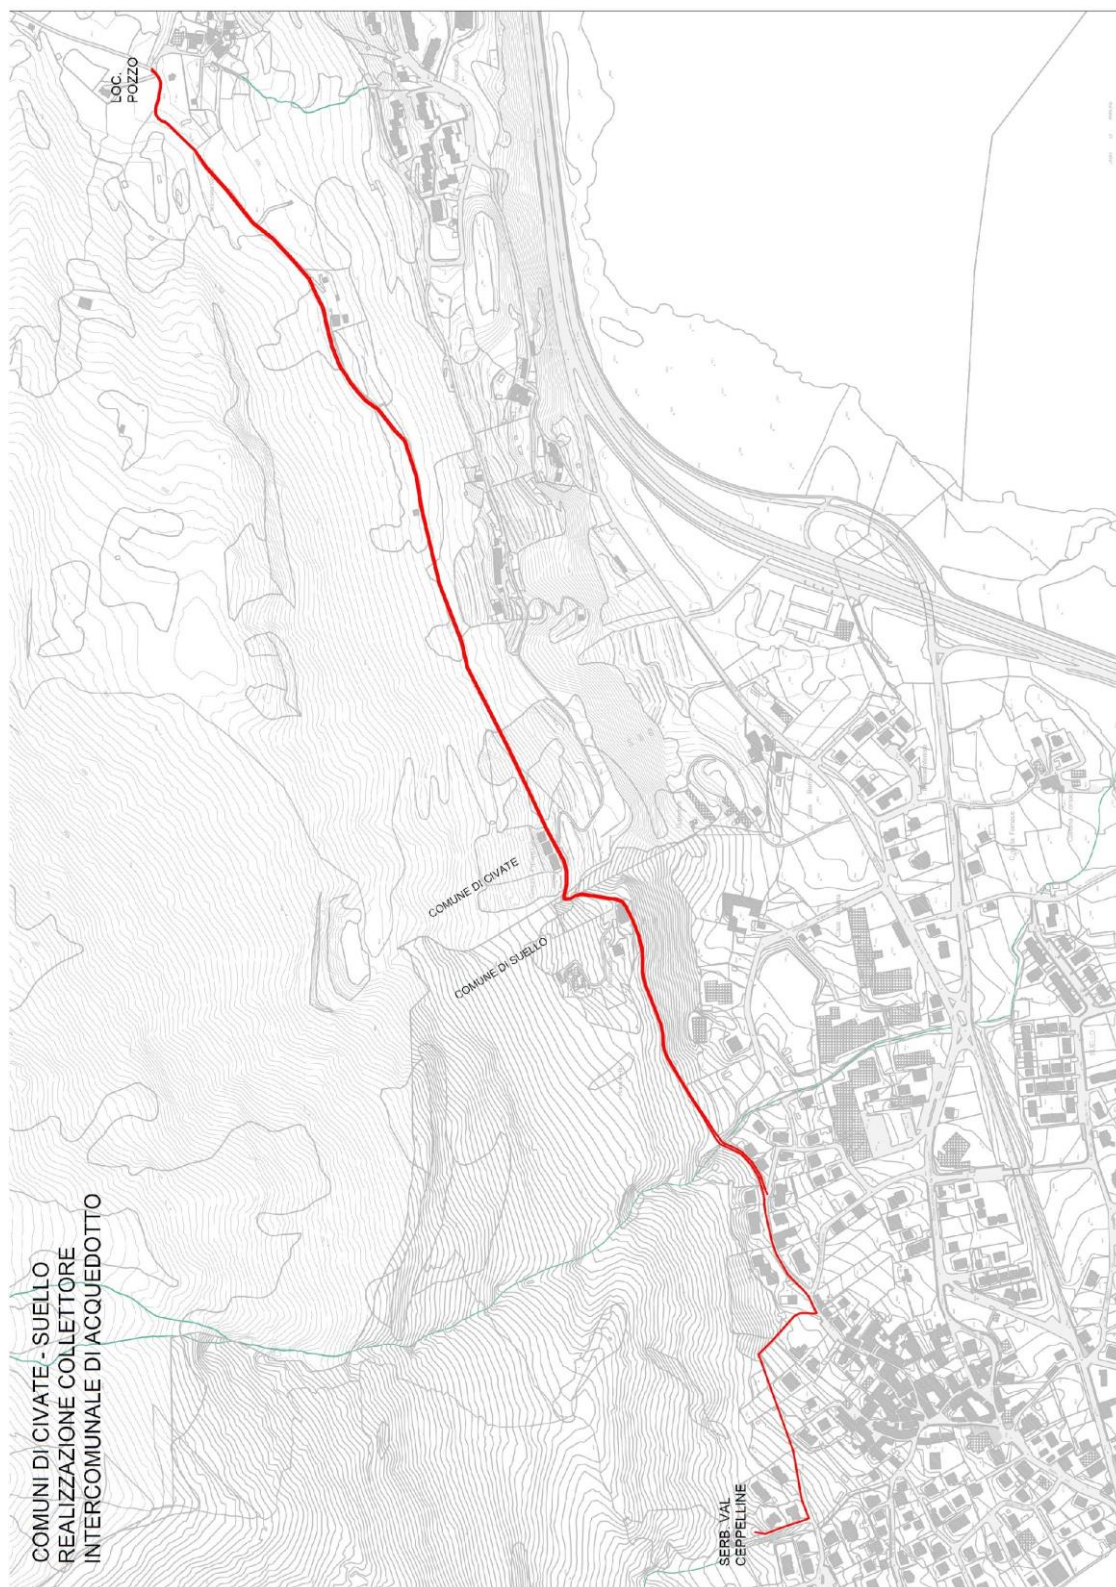 COMUNI DI CIVATE - SUELLO
REALIZZAZIONE COLLETTORE
INTERCOMUNALE DI ACQUEDOTTO
LOC.
POZZO
COMUNE DI CIVATE
COMUNE DI SUELLO
SERB. VAL
CEPPELLINE